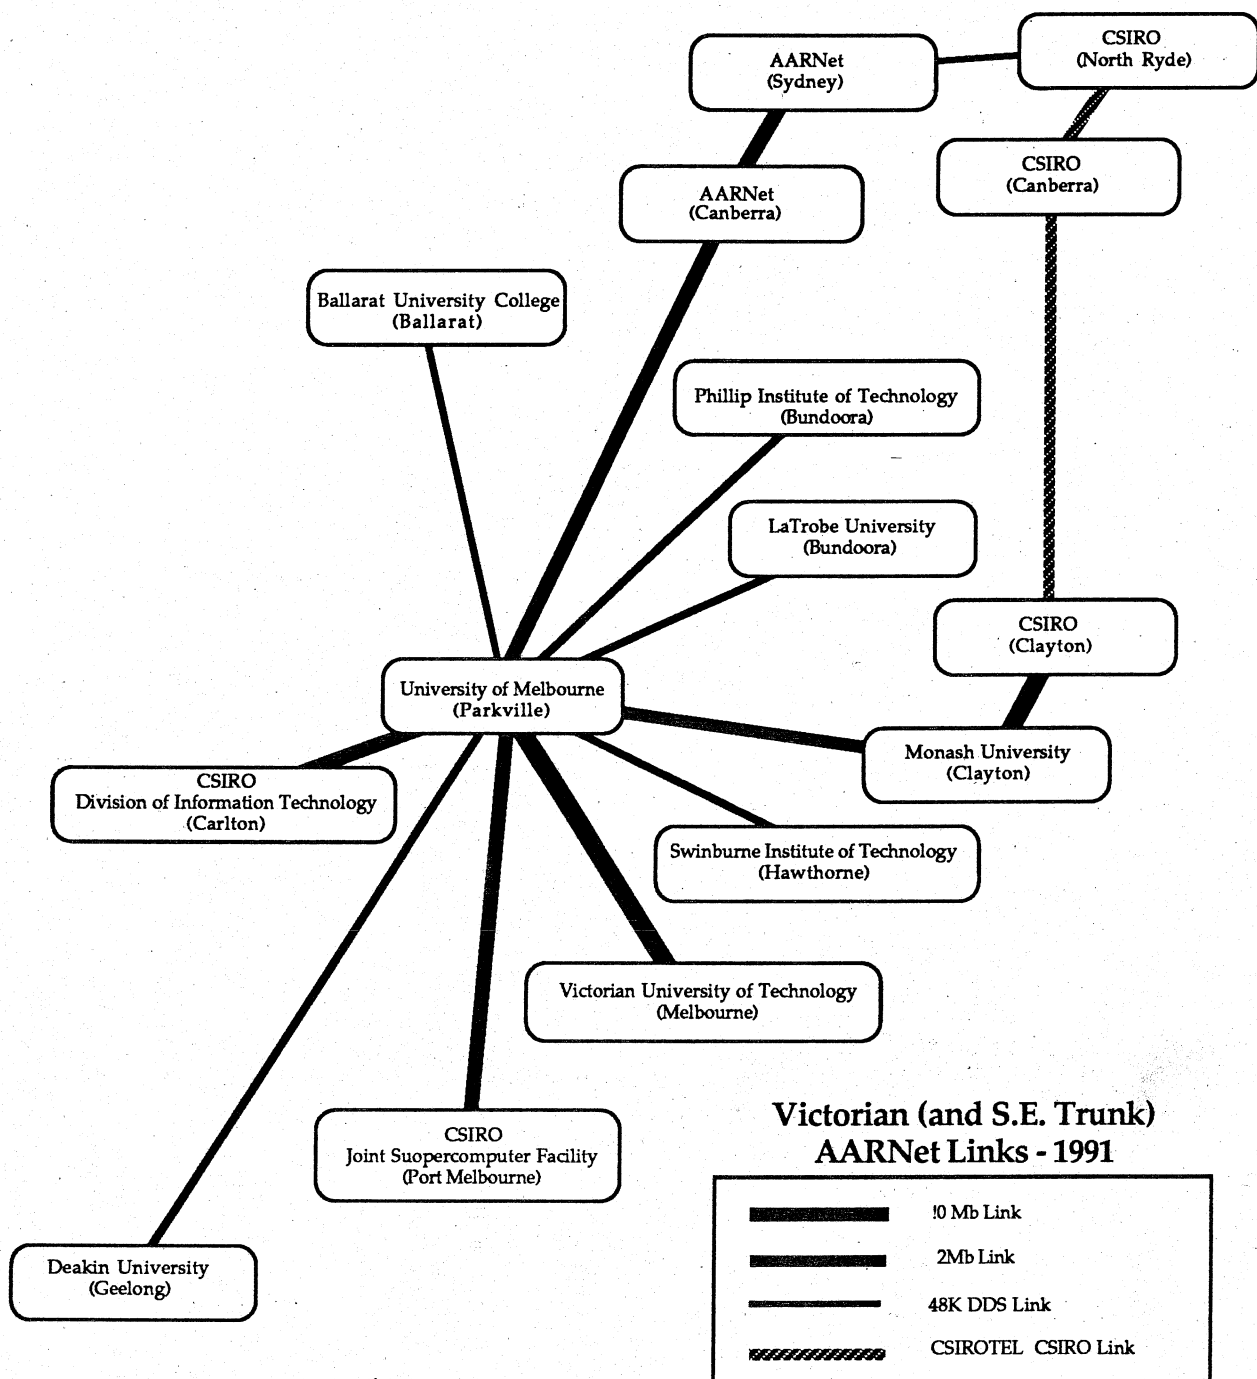 AARNet
(Sydney)
CSIRO
(North Ryde)
AARNet
(Canberra)
CSIRO
(Canberra)
Ballarat University College
(Ballarat)
Phillip Institute of Technology
(Bundoora)
LaTrobe University
(Bundoora)
CSIRO
(Clayton)
University of Melbourne
(Parkville)
Monash University
(Clayton)
CSIRO
Division of Information Technology
(Carlton)
Swinburne Institute of Technology
(Hawthorne)
Victorian University of Technology
(Melbourne)
CSIRO
Joint Suopercomputer Facility
(Port Melbourne)
Deakin University
(Geelong)
Victorian (and S.E. Trunk)
AARNet Links - 1991
!0 Mb Link
2Mb Link
48K DDS Link
CSIROTEL CSIRO Link